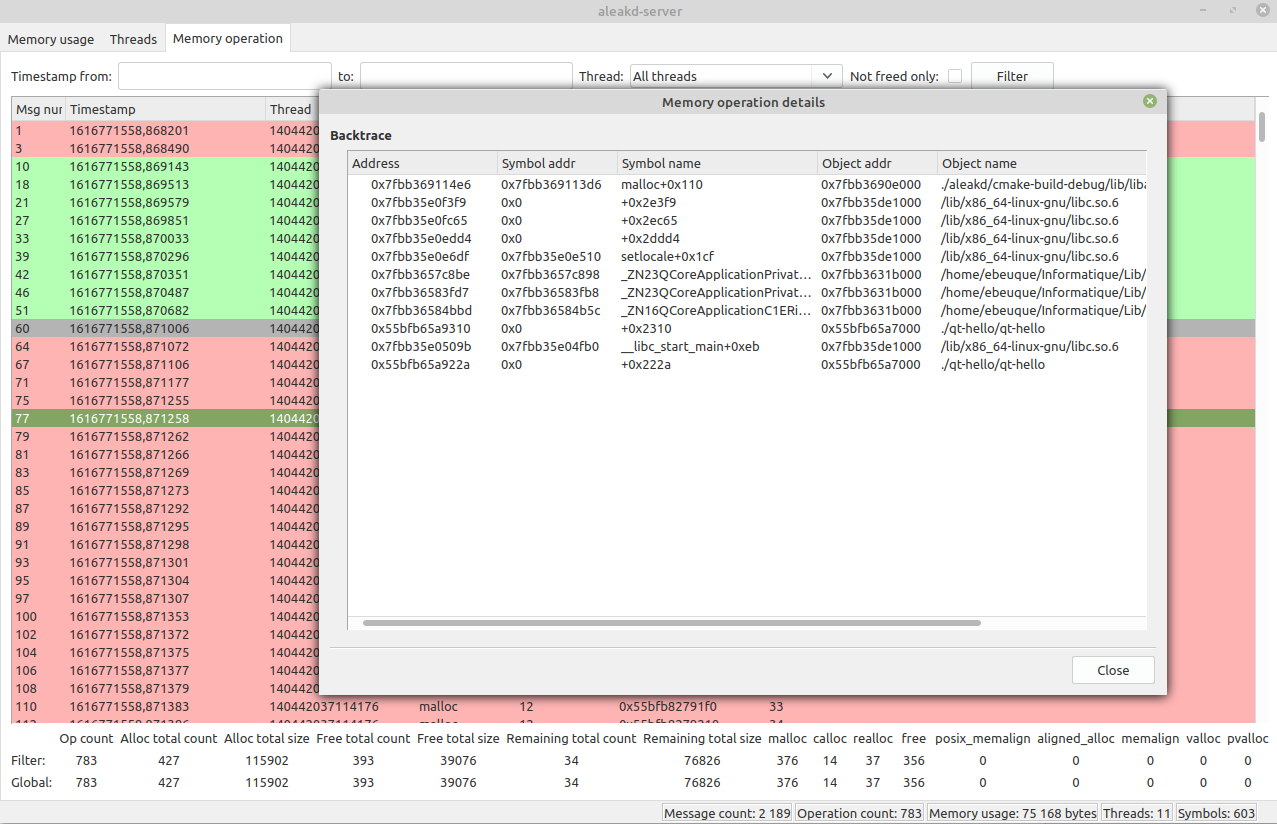 aleakd-server
Memory usage Threads Memory operation
Timestamp from: to: Thread: All threads Not freed only: Filter
Msg nur Timestamp Thread
Memory operation details
Backtrace
Address Symbol addr Symbol name Object addr Object name
0x7fbb369114e6 0x7fbb369113d6 malloc+0x110 0x7fbb3690e000 ./aleakd/cmake-build-debug/lib/liba
0x7fbb35e0f3f9 0x0 +0x2e3f9 0x7fbb35de1000 /lib/x86_64-linux-gnu/libc.so.6
0x7fbb35e0fc65 0x0 +0x2ec65 0x7fbb35de1000 /lib/x86_64-linux-gnu/libc.so.6
0x7fbb35e0edd4 0x0 +0x2ddd4 0x7fbb35de1000 /lib/x86_64-linux-gnu/libc.so.6
0x7fbb35e0e6df 0x7fbb35e0e510 setlocale+0x1cf 0x7fbb35de1000 /lib/x86_64-linux-gnu/libc.so.6
0x7fbb3657c8be 0x7fbb3657c898 _ZN23QCoreApplicationPrivat... 0x7fbb3631b000 /home/ebeuque/Informatique/Lib/
0x7fbb36583fd7 0x7fbb36583fb8 _ZN23QCoreApplicationPrivat... 0x7fbb3631b000 /home/ebeuque/Informatique/Lib/
0x7fbb36584bbd 0x7fbb36584b5c _ZN16QCoreApplicationC1ERi... 0x7fbb3631b000 /home/ebeuque/Informatique/Lib/
0x55bfb65a9310 0x0 +0x2310 0x55bfb65a7000 ./qt-hello/qt-hello
0x7fbb35e0509b 0x7fbb35e04fb0 __libc_start_main+0xeb 0x7fbb35de1000 /lib/x86_64-linux-gnu/libc.so.6
0x55bfb65a922a 0x0 +0x222a 0x55bfb65a7000 ./qt-hello/qt-hello
Close
1 1616771558,868201 1404420
3 1616771558,868490 1404420
10 1616771558,869143 1404420
18 1616771558,869513 1404420
21 1616771558,869579 1404420
27 1616771558,869851 1404420
33 1616771558,870033 1404420
39 1616771558,870296 1404420
42 1616771558,870351 1404420
46 1616771558,870487 1404420
51 1616771558,870682 1404420
60 1616771558,871006 1404420
64 1616771558,871072 1404420
67 1616771558,871106 1404420
71 1616771558,871177 1404420
75 1616771558,871255 1404420
77 1616771558,871258 1404420
79 1616771558,871262 1404420
81 1616771558,871266 1404420
83 1616771558,871269 1404420
85 1616771558,871273 1404420
87 1616771558,871292 1404420
89 1616771558,871295 1404420
91 1616771558,871298 1404420
93 1616771558,871301 1404420
95 1616771558,871304 1404420
97 1616771558,871307 1404420
100 1616771558,871353 1404420
102 1616771558,871372 1404420
104 1616771558,871375 1404420
106 1616771558,871377 1404420
108 1616771558,871379 1404420
110 1616771558,871383 140442037114176 malloc 12 0x55bfb82791f0 33
Op count Alloc total count Alloc total size Free total count Free total size Remaining total count Remaining total size malloc calloc realloc free posix_memalign aligned_alloc memalign valloc pvalloc
Filter: 783 427 115902 393 39076 34 76826 376 14 37 356 0 0 0 0 0
Global: 783 427 115902 393 39076 34 76826 376 14 37 356 0 0 0 0 0
Message count: 2 189 Operation count: 783 Memory usage: 75 168 bytes Threads: 11 Symbols: 603